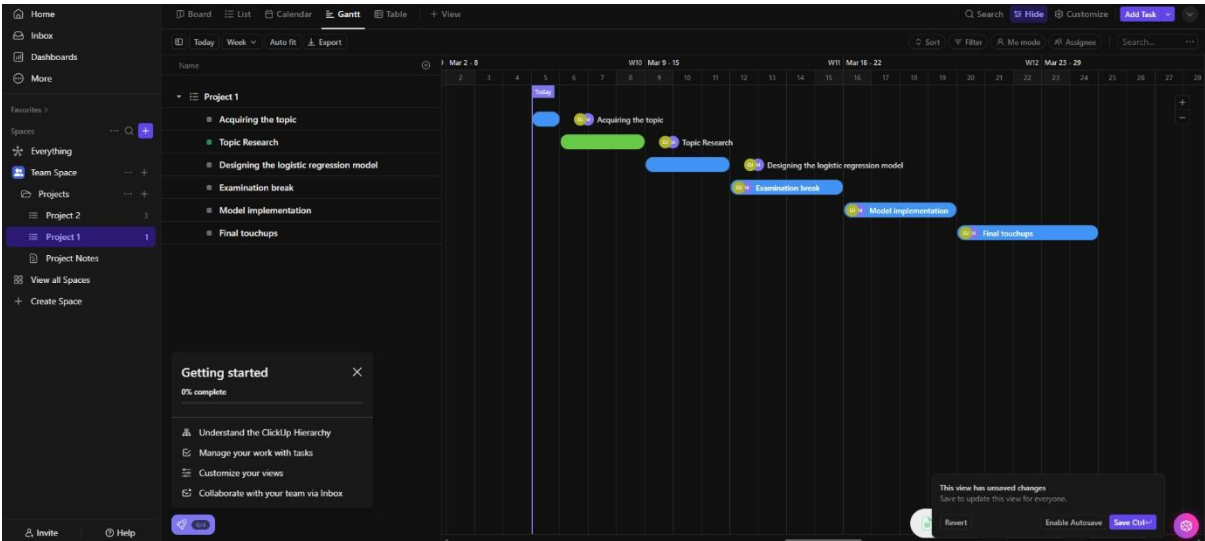 Home
Inbox
Dashboards
More
Favorites >
Spaces
Everything
Team Space
Projects
Project 2 3
Project 1 1
Project Notes
View all Spaces
Create Space
Invite Help
Board List Calendar Gantt Table + View
Search Hide Customize Add Task
Today Week Auto fit Export
Sort Filter Me mode Assignee Search...
Name
Mar 2 - 8 W10 Mar 9 - 15 W11 Mar 16 - 22 W12 Mar 23 - 29
2 3 4 5 6 7 8 9 10 11 12 13 14 15 16 17 18 19 20 21 22 23 24 25 26 27 28
Today
Project 1
Acquiring the topic
Topic Research
Designing the logistic regression model
Examination break
Model implementation
Final touchups
Acquiring the topic
Topic Research
Designing the logistic regression model
Examination break
Model implementation
Final touchups
Getting started
0% complete
Understand the ClickUp Hierarchy
Manage your work with tasks
Customize your views
Collaborate with your team via Inbox
0/4
This view has unsaved changes
Save to update this view for everyone.
Revert Enable Autosave Save Ctrl↵